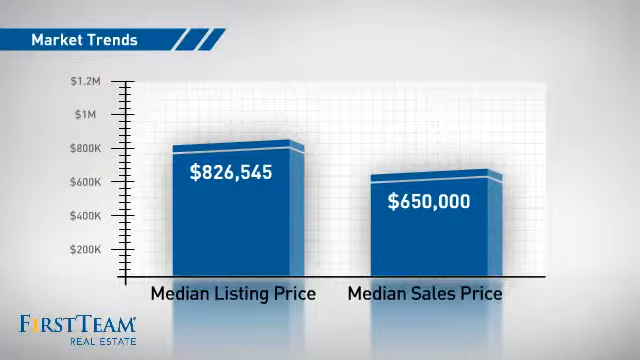 Market Trends
$1.2M
$1M
$800K
$600K
$400K
$200K
$826,545
$650,000
Median Listing Price
Median Sales Price
FIRSTTEAM®
REAL ESTATE